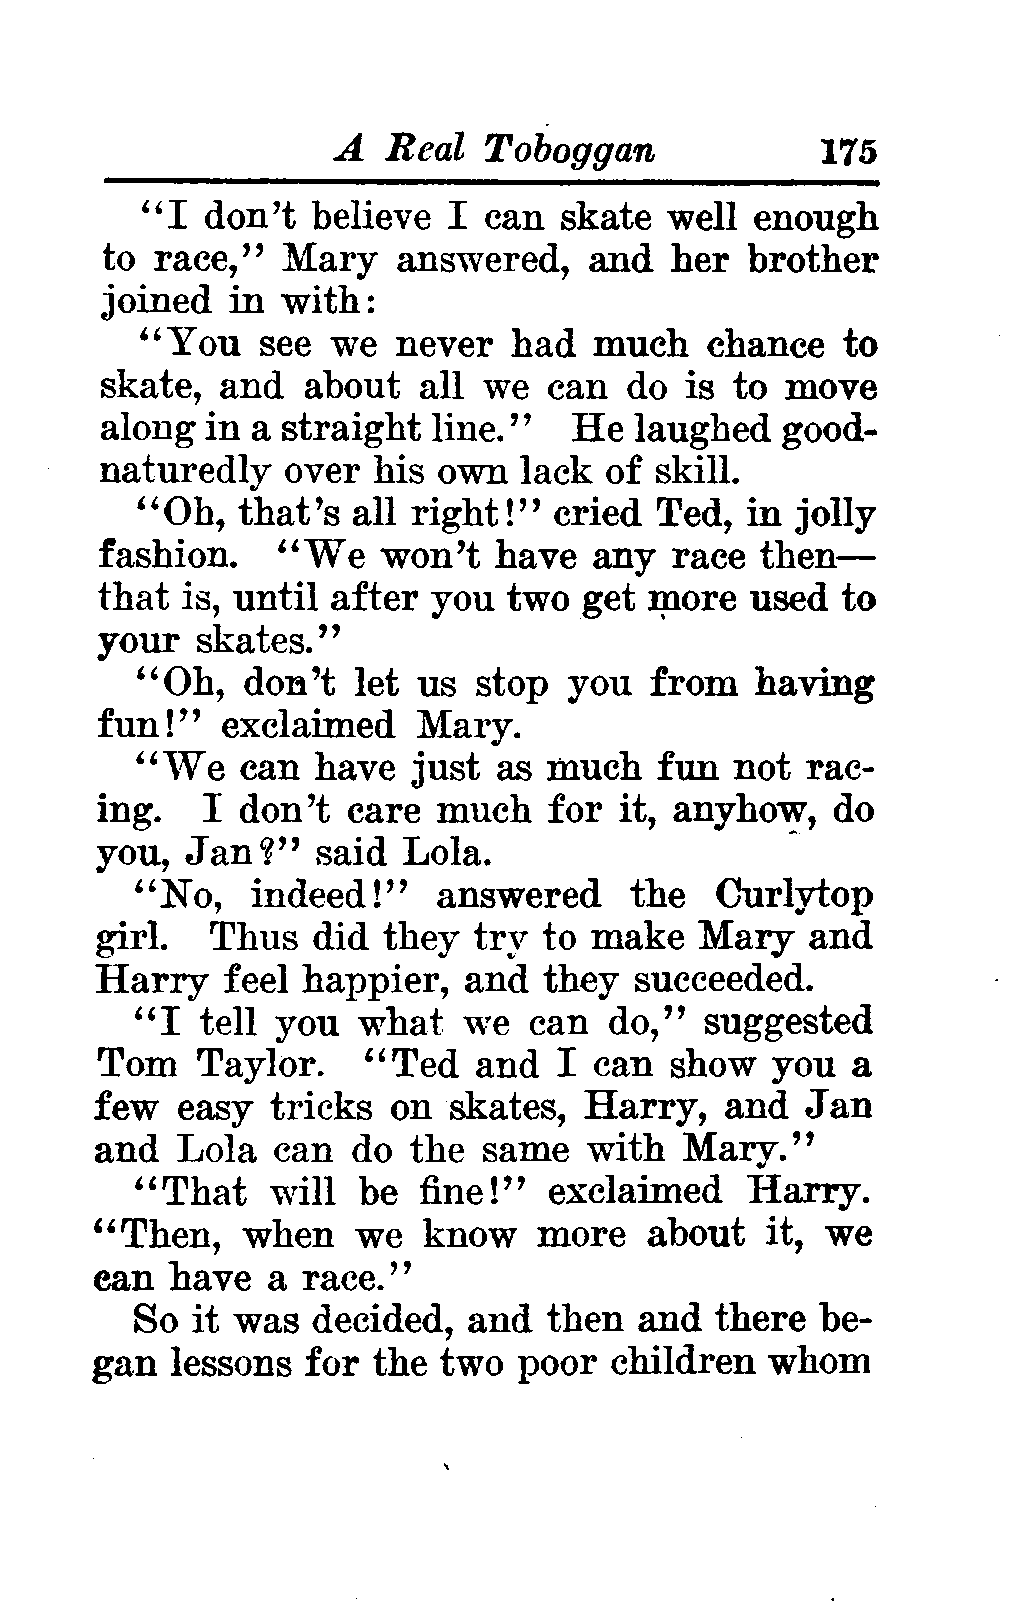 A Real Toboggan 175
"I don't believe I can skate well enough
to race," Mary answered, and her brother
joined in with:
"You see we never had much chance to
skate, and about all we can do is to move
along in a straight line." He laughed good-
naturedly over his own lack of skill.
"Oh, that's all right!" cried Ted, in jolly
fashion. "We won't have any race then—
that is, until after you two get more used to
your skates."
"Oh, don't let us stop you from having
fun!" exclaimed Mary.
"We can have just as much fun not rac-
ing. I don't care much for it, anyhow, do
you, Jan?" said Lola.
"No, indeed!" answered the Curlytop
girl. Thus did they try to make Mary and
Harry feel happier, and they succeeded.
"I tell you what we can do," suggested
Tom Taylor. "Ted and I can show you a
few easy tricks on skates, Harry, and Jan
and Lola can do the same with Mary."
"That will be fine!" exclaimed Harry.
"Then, when we know more about it, we
can have a race."
So it was decided, and then and there be-
gan lessons for the two poor children whom